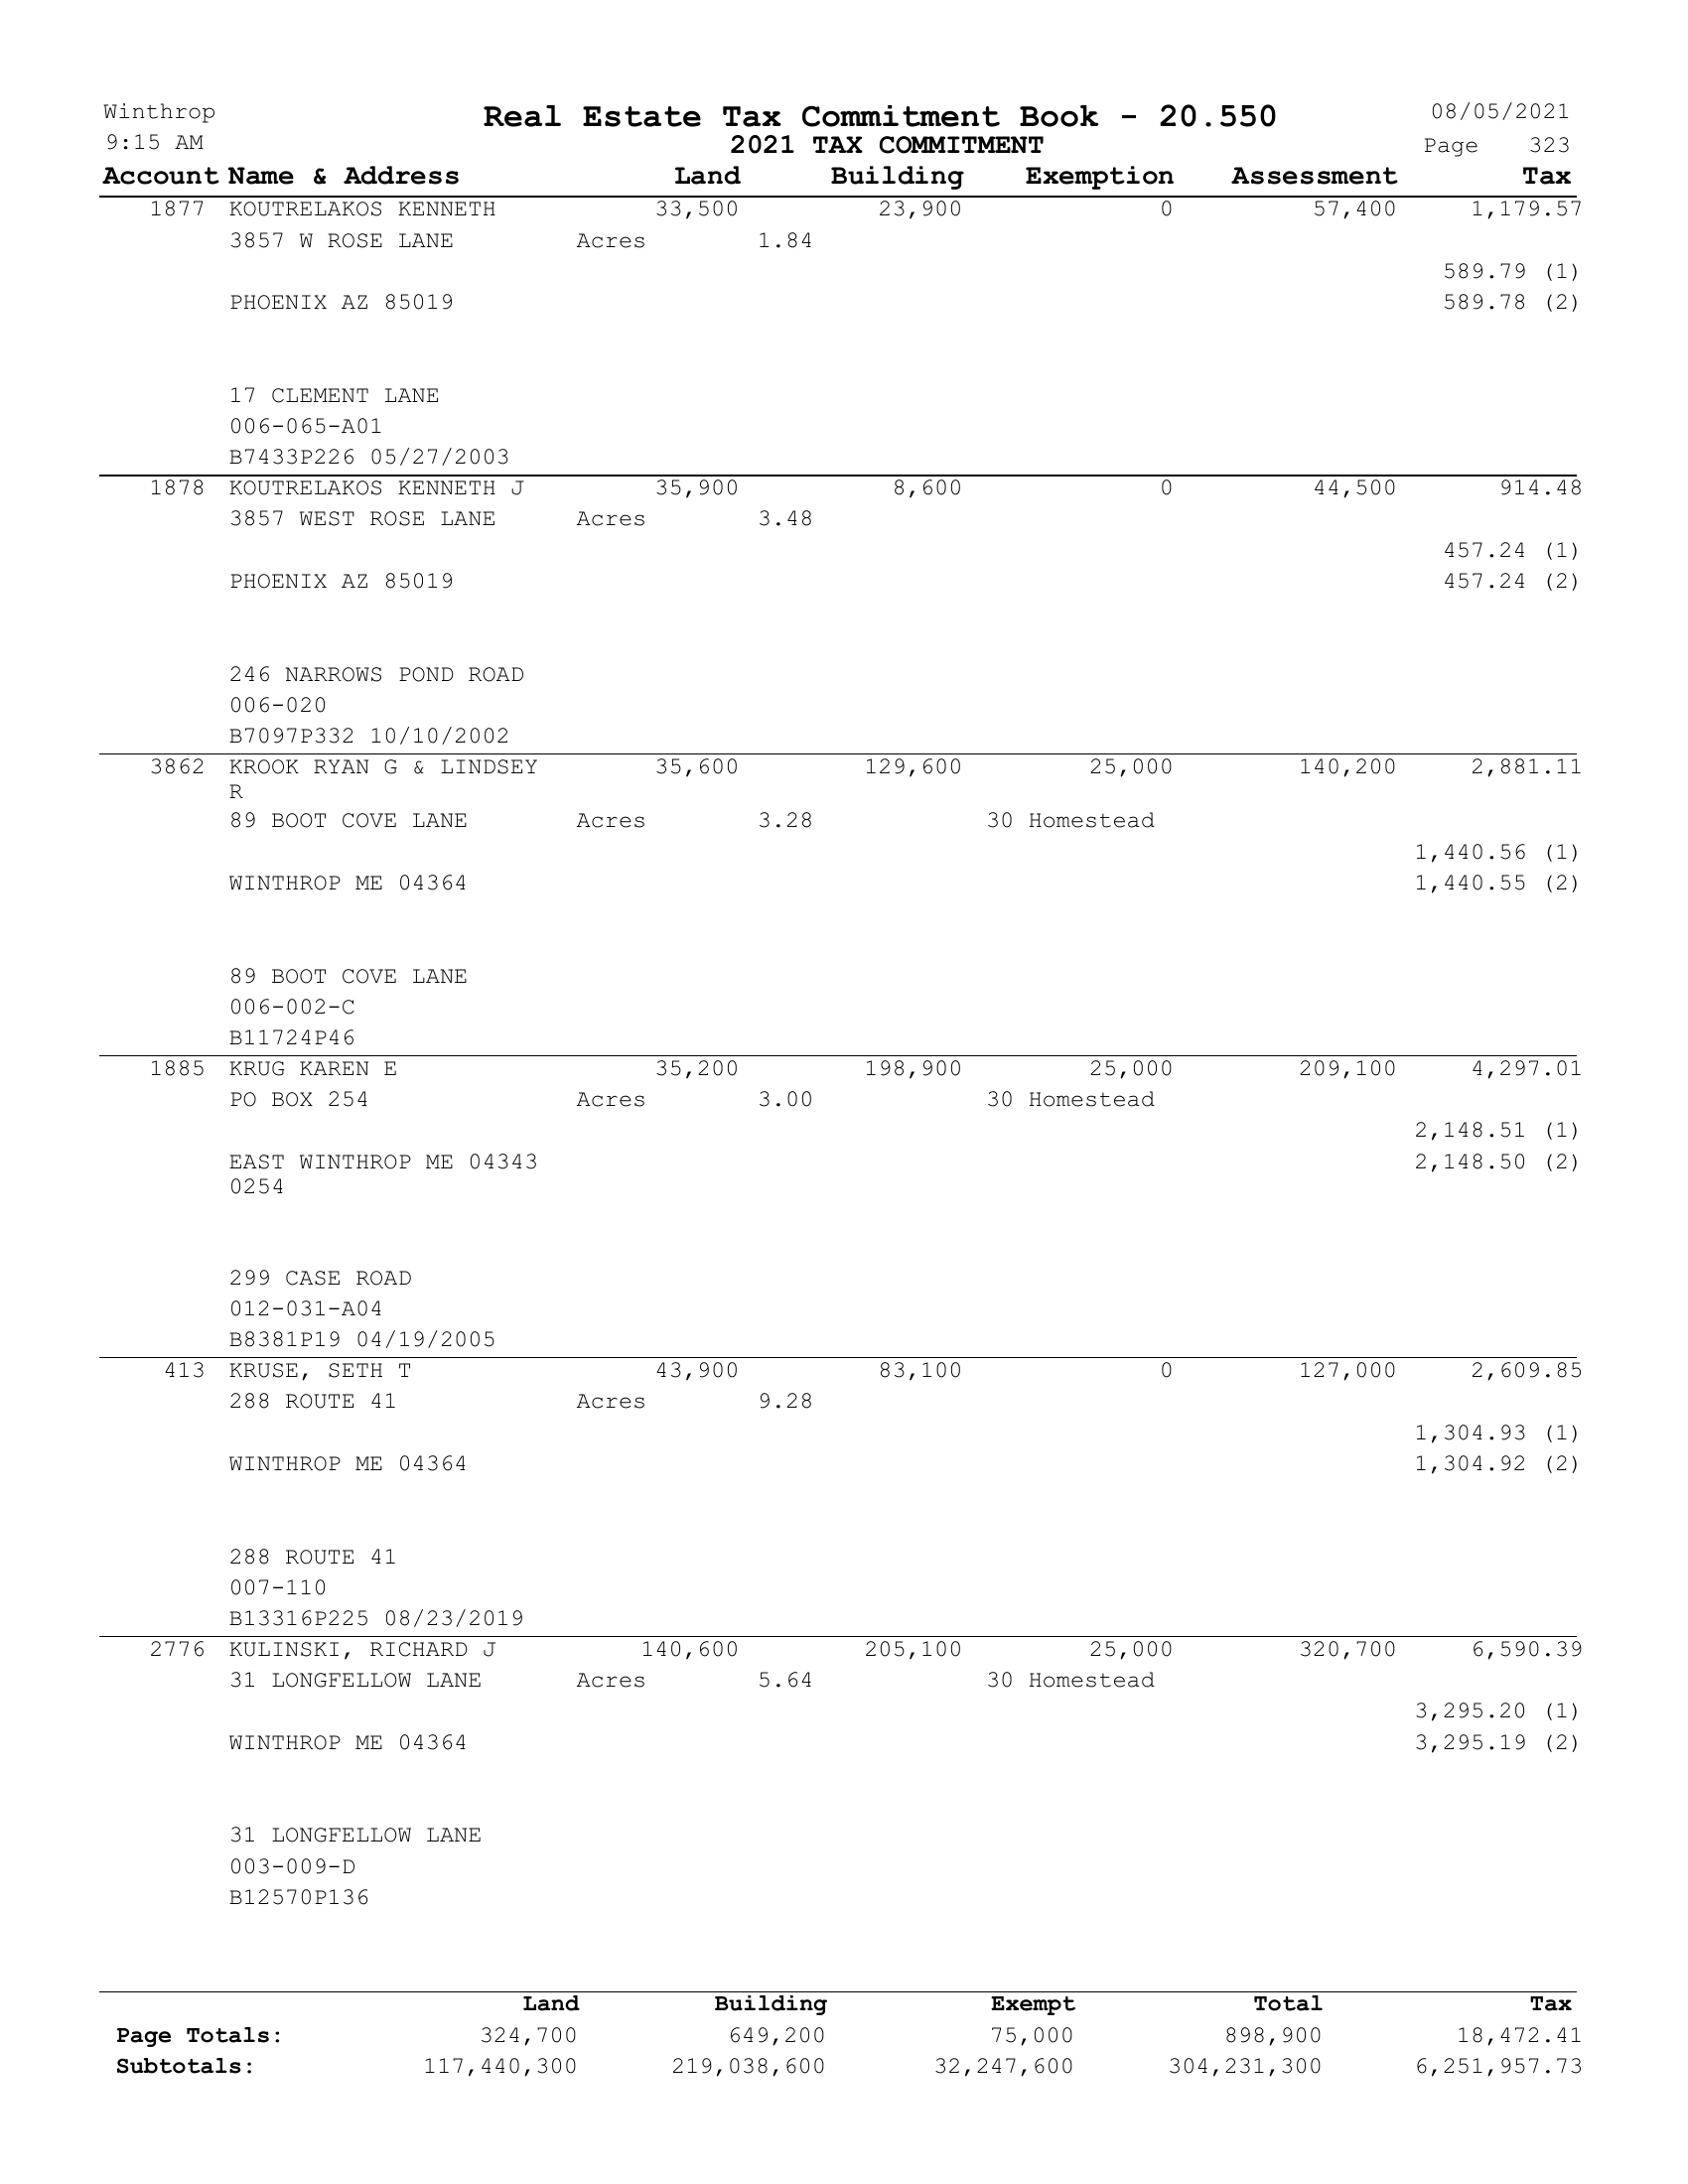 Winthrop Real Estate Tax Commitment Book - 20.550 08/05/2021
9:15 AM 2021 TAX COMMITMENT Page 323
Account Name & Address Land Building Exemption Assessment Tax
1877 KOUTRELAKOS KENNETH 33,500 23,900 0 57,400 1,179.57
3857 W ROSE LANE Acres 1.84
589.79 (1)
PHOENIX AZ 85019 589.78 (2)
17 CLEMENT LANE
006-065-A01
B7433P226 05/27/2003
1878 KOUTRELAKOS KENNETH J 35,900 8,600 0 44,500 914.48
3857 WEST ROSE LANE Acres 3.48
457.24 (1)
PHOENIX AZ 85019 457.24 (2)
246 NARROWS POND ROAD
006-020
B7097P332 10/10/2002
3862 KROOK RYAN G & LINDSEY 35,600 129,600 25,000 140,200 2,881.11
R
89 BOOT COVE LANE Acres 3.28 30 Homestead
1,440.56 (1)
WINTHROP ME 04364 1,440.55 (2)
89 BOOT COVE LANE
006-002-C
B11724P46
1885 KRUG KAREN E 35,200 198,900 25,000 209,100 4,297.01
PO BOX 254 Acres 3.00 30 Homestead
2,148.51 (1)
EAST WINTHROP ME 04343 2,148.50 (2)
0254
299 CASE ROAD
012-031-A04
B8381P19 04/19/2005
413 KRUSE, SETH T 43,900 83,100 0 127,000 2,609.85
288 ROUTE 41 Acres 9.28
1,304.93 (1)
WINTHROP ME 04364 1,304.92 (2)
288 ROUTE 41
007-110
B13316P225 08/23/2019
2776 KULINSKI, RICHARD J 140,600 205,100 25,000 320,700 6,590.39
31 LONGFELLOW LANE Acres 5.64 30 Homestead
3,295.20 (1)
WINTHROP ME 04364 3,295.19 (2)
31 LONGFELLOW LANE
003-009-D
B12570P136
Land Building Exempt Total Tax
Page Totals: 324,700 649,200 75,000 898,900 18,472.41
Subtotals: 117,440,300 219,038,600 32,247,600 304,231,300 6,251,957.73